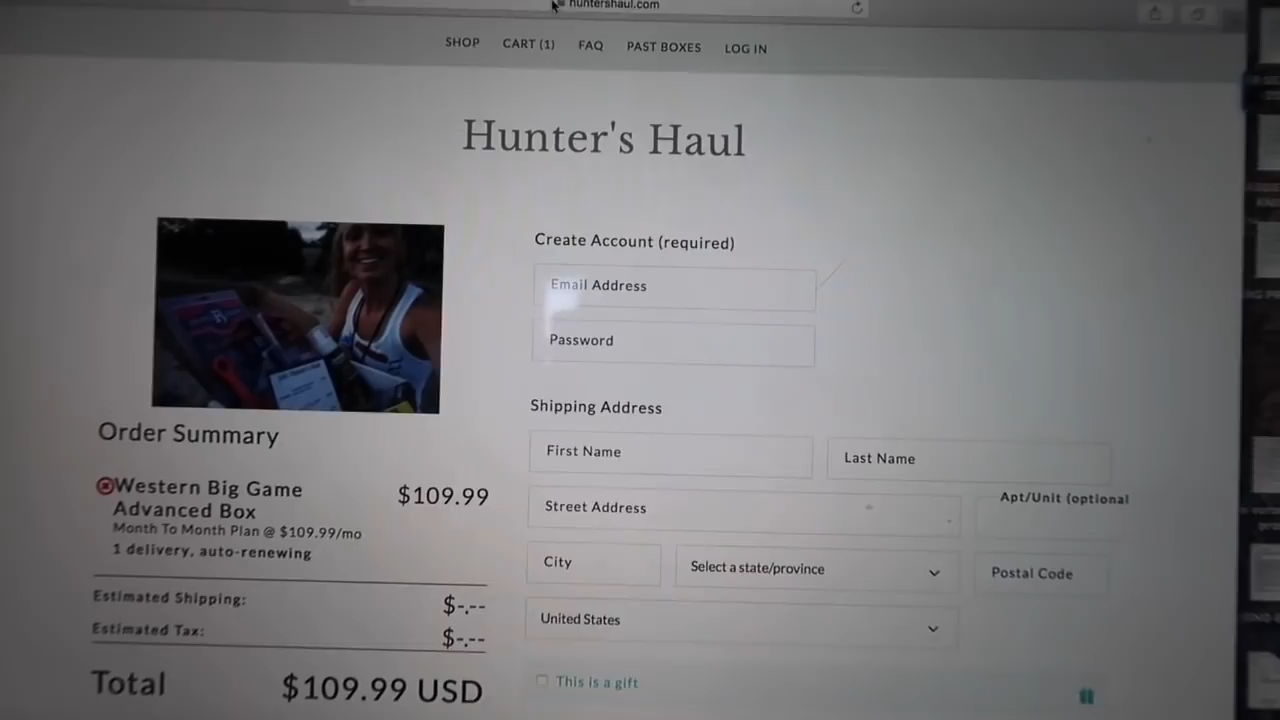 huntershaul.com
SHOP CART (1) FAQ PAST BOXES LOG IN
Hunter's Haul
Create Account (required)
Email Address
Password
Shipping Address
First Name
Last Name
Street Address
Apt/Unit (optional
City
Select a state/province
Postal Code
United States
This is a gift
Order Summary
Western Big Game
Advanced Box
$109.99
Month To Month Plan @ $109.99/mo
1 delivery, auto-renewing
Estimated Shipping: $-.--
Estimated Tax: $-.--
Total $109.99 USD